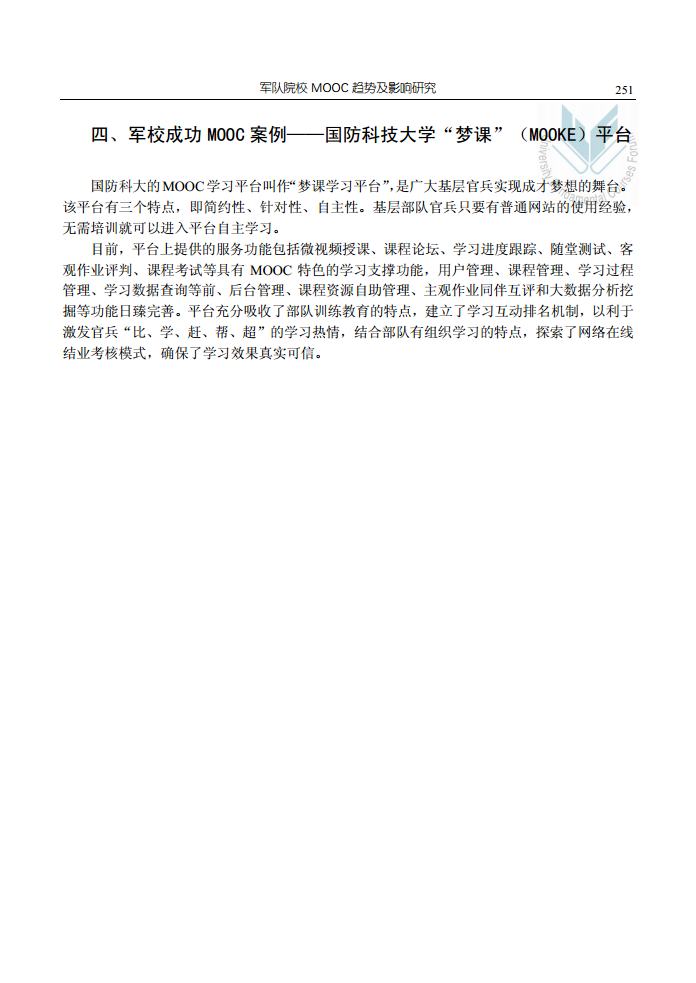 军队院校 MOOC 趋势及影响研究 251
四、军校成功 MOOC 案例——国防科技大学“梦课”（MOOKE）平台
国防科大的 MOOC 学习平台叫作“梦课学习平台”，是广大基层官兵实现成才梦想的舞台。
该平台有三个特点，即简约性、针对性、自主性。基层部队官兵只要有普通网站的使用经验，
无需培训就可以进入平台自主学习。
目前，平台上提供的服务功能包括微视频授课、课程论坛、学习进度跟踪、随堂测试、客
观作业评判、课程考试等具有 MOOC 特色的学习支撑功能，用户管理、课程管理、学习过程
管理、学习数据查询等前、后台管理、课程资源自助管理、主观作业同伴互评和大数据分析挖
掘等功能日臻完善。平台充分吸收了部队训练教育的特点，建立了学习互动排名机制，以利于
激发官兵“比、学、赶、帮、超”的学习热情，结合部队有组织学习的特点，探索了网络在线
结业考核模式，确保了学习效果真实可信。